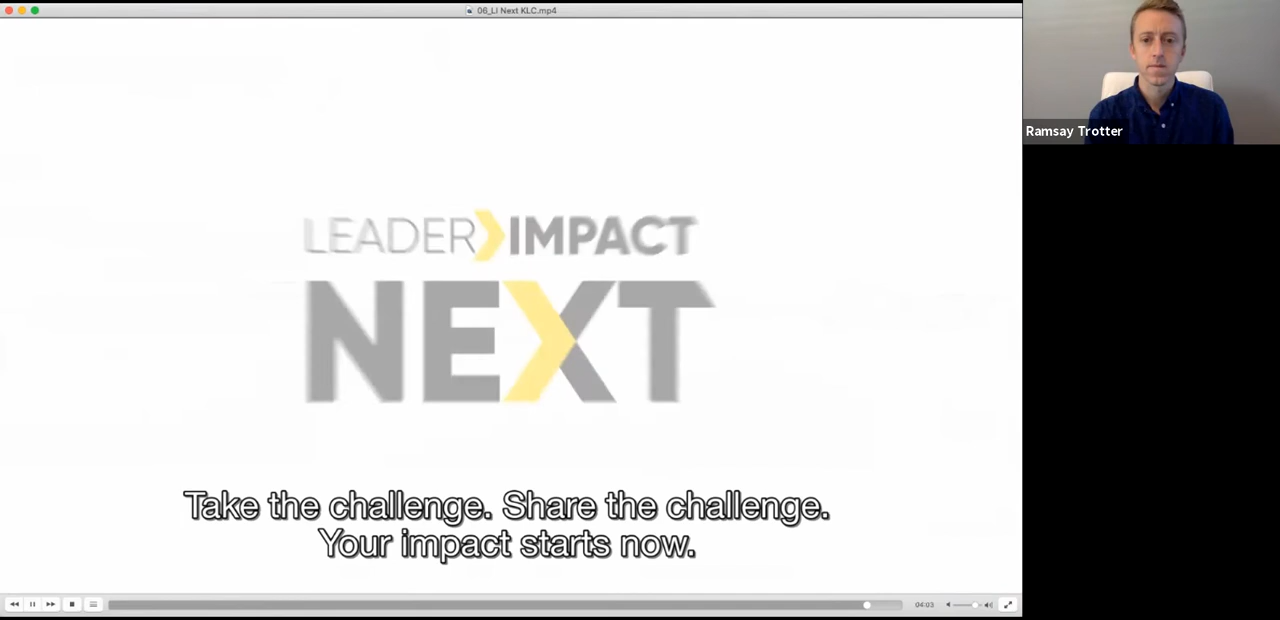 06_LI Next KLC.mp4
LEADER IMPACT
NEXT
Take the challenge. Share the challenge.
Your impact starts now.
04:03
Ramsay Trotter